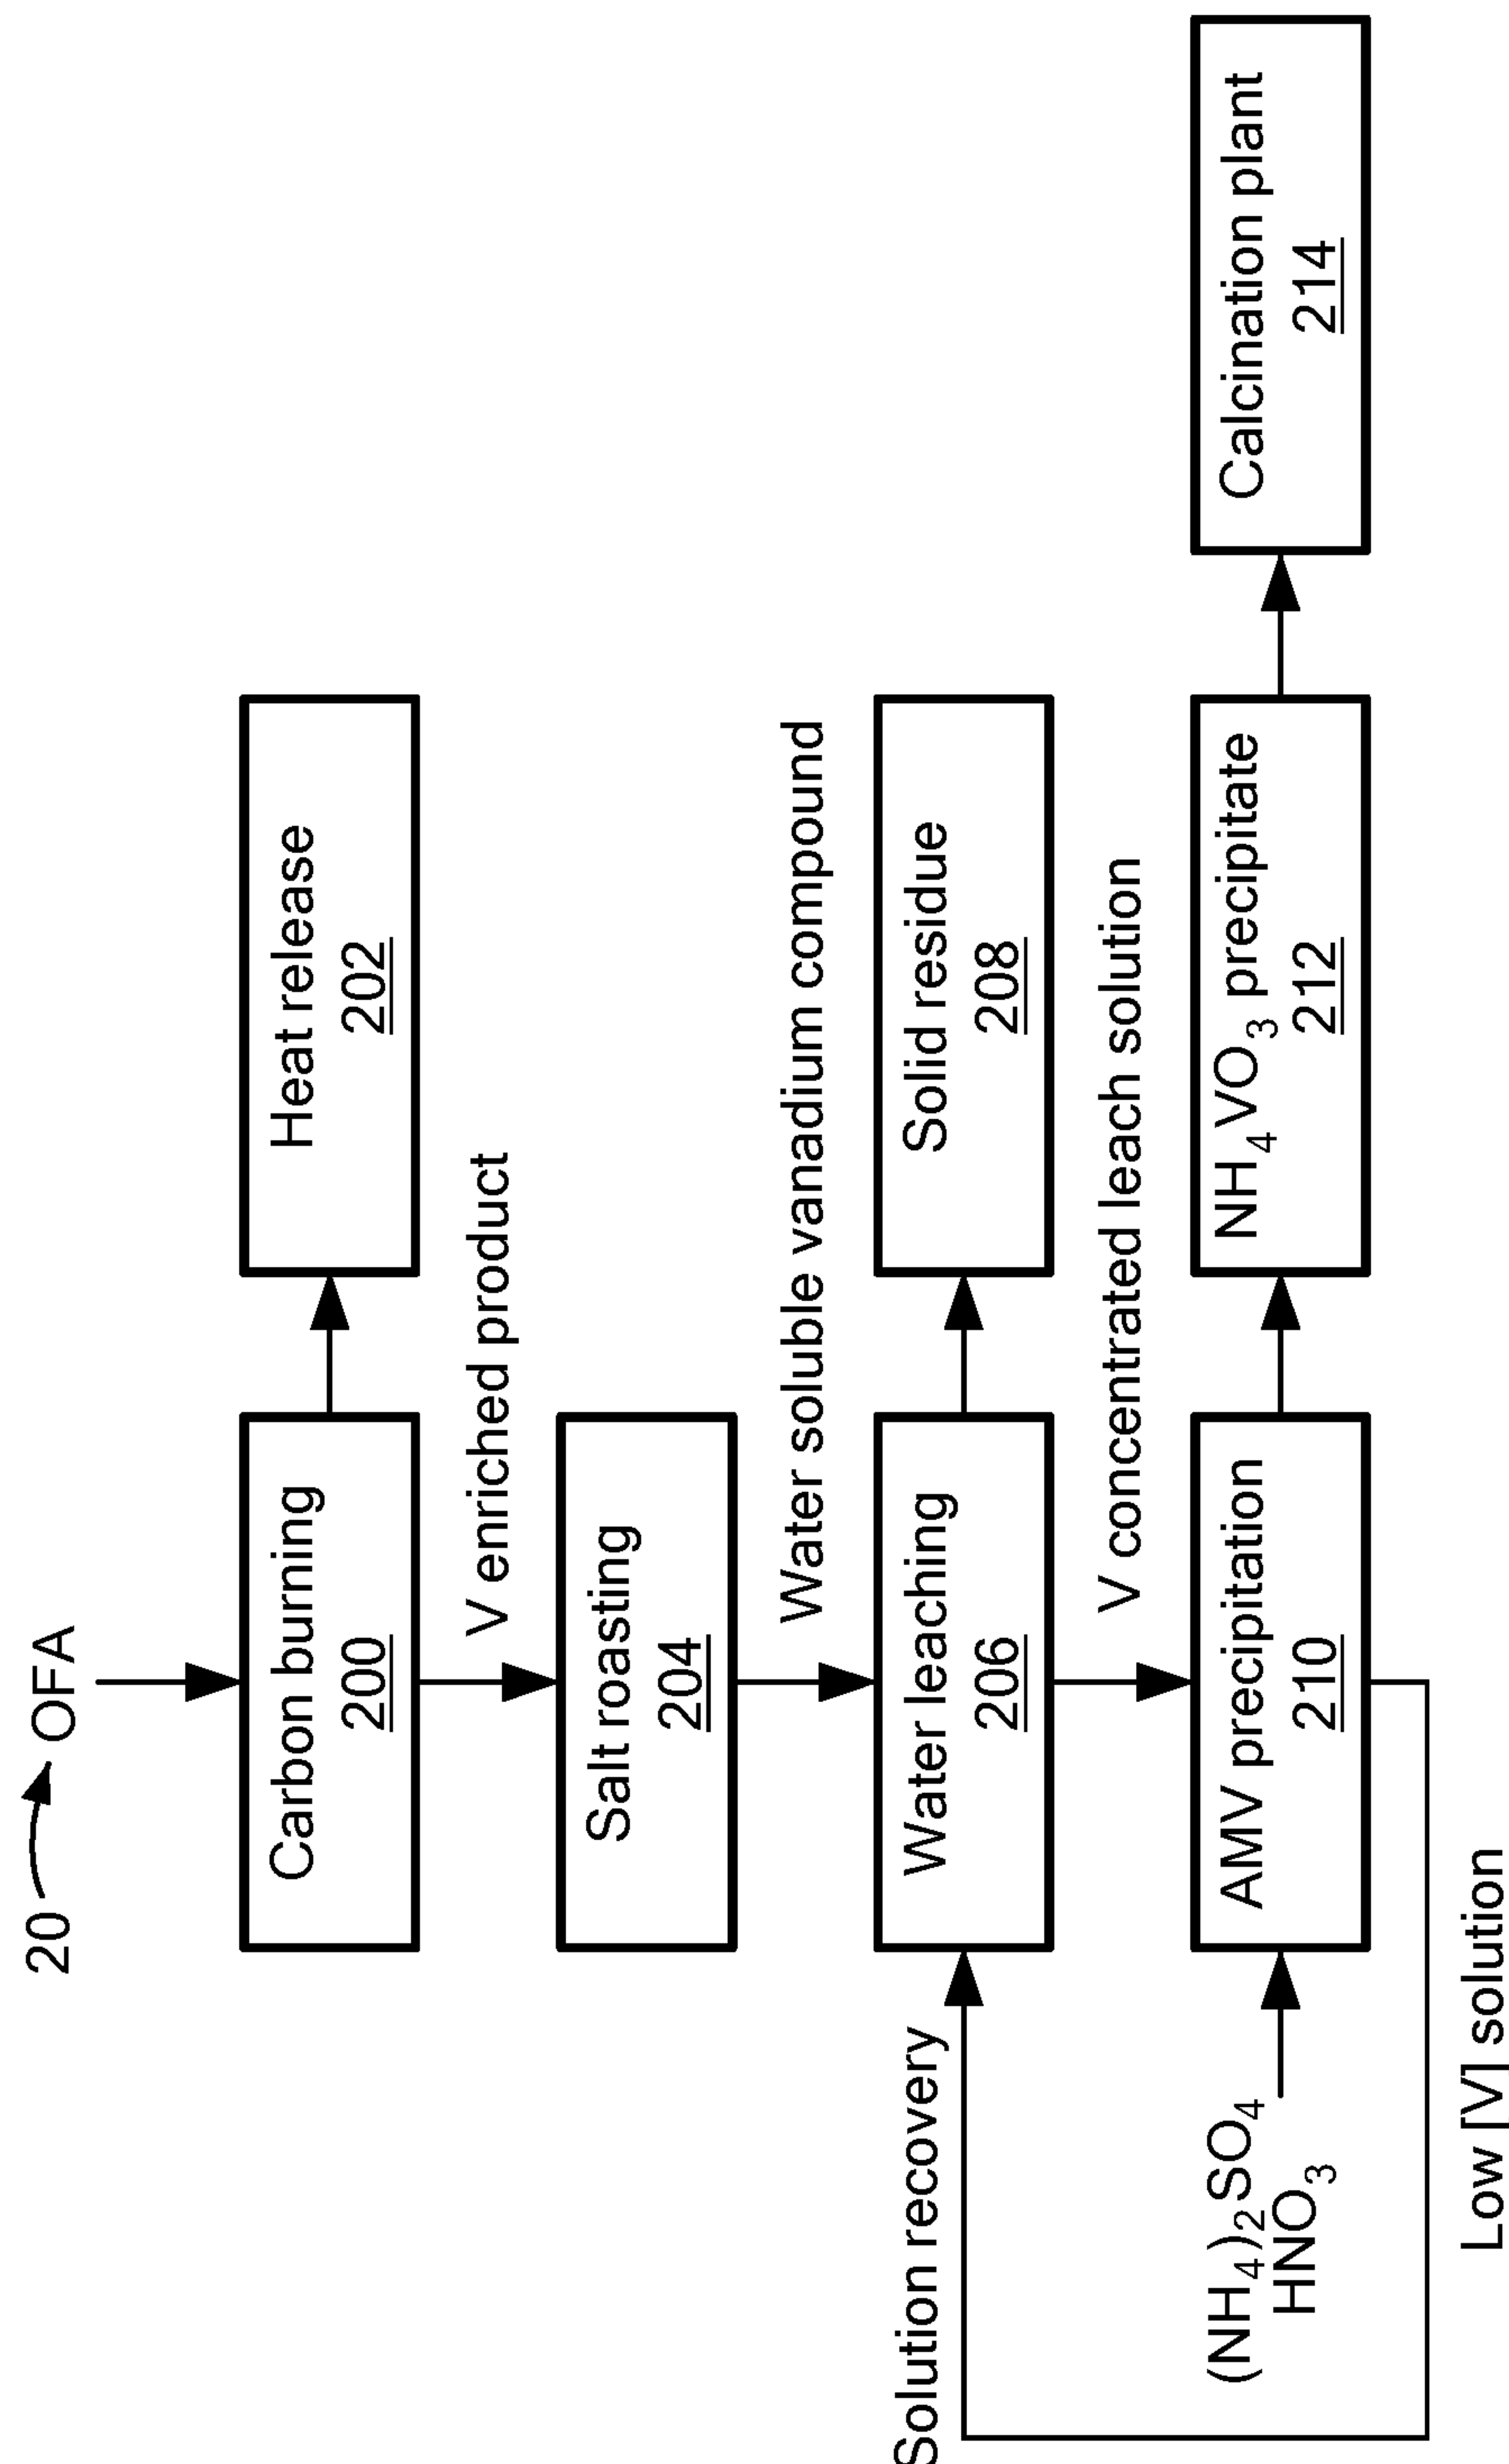 20
OFA
Carbon burning
200
Heat release
202
V enriched product
Salt roasting
204
Water soluble vanadium compound
Solution recovery
Water leaching
206
Solid residue
208
V concentrated leach solution
(NH₄)₂SO₄
HNO₃
AMV precipitation
210
NH₄VO₃ precipitate
212
Calcination plant
214
Low [V] solution